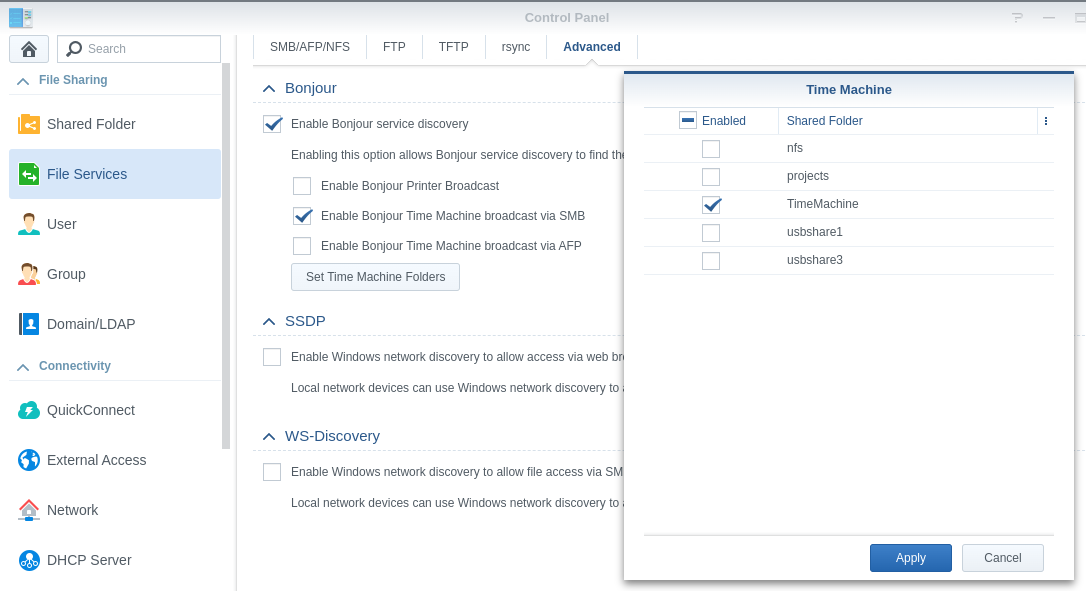 Control Panel
Search
File Sharing
Shared Folder
File Services
User
Group
Domain/LDAP
Connectivity
QuickConnect
External Access
Network
DHCP Server
SMB/AFP/NFS
FTP
TFTP
rsync
Advanced
Bonjour
Enable Bonjour service discovery
Enabling this option allows Bonjour service discovery to find the
Enable Bonjour Printer Broadcast
Enable Bonjour Time Machine broadcast via SMB
Enable Bonjour Time Machine broadcast via AFP
Set Time Machine Folders
SSDP
Enable Windows network discovery to allow access via web bro
Local network devices can use Windows network discovery to
WS-Discovery
Enable Windows network discovery to allow file access via SM
Local network devices can use Windows network discovery to
Time Machine
Enabled Shared Folder
nfs
projects
TimeMachine
usbshare1
usbshare3
Apply
Cancel